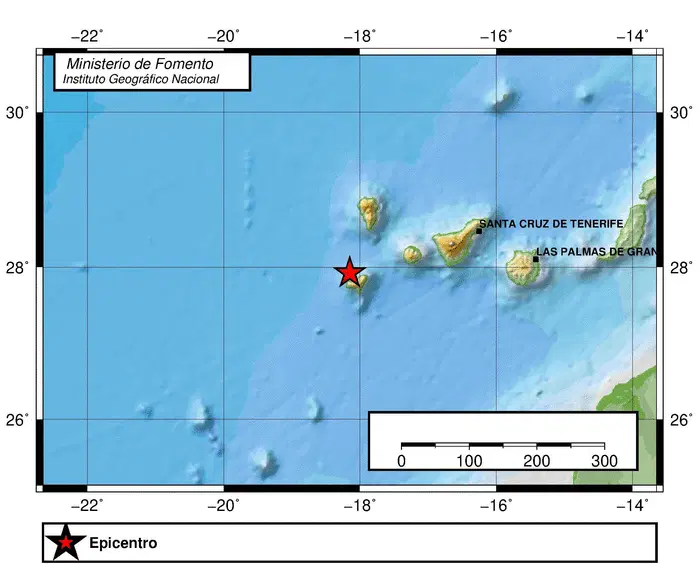 −22˚ −20˚ −18˚ −16˚ −14˚
Ministerio de Fomento
Instituto Geográfico Nacional
30˚ 30˚
SANTA CRUZ DE TENERIFE
LAS PALMAS DE GRAN
28˚ 28˚
26˚ 26˚
0 100 200 300
−22˚ −20˚ −18˚ −16˚ −14˚
Epicentro